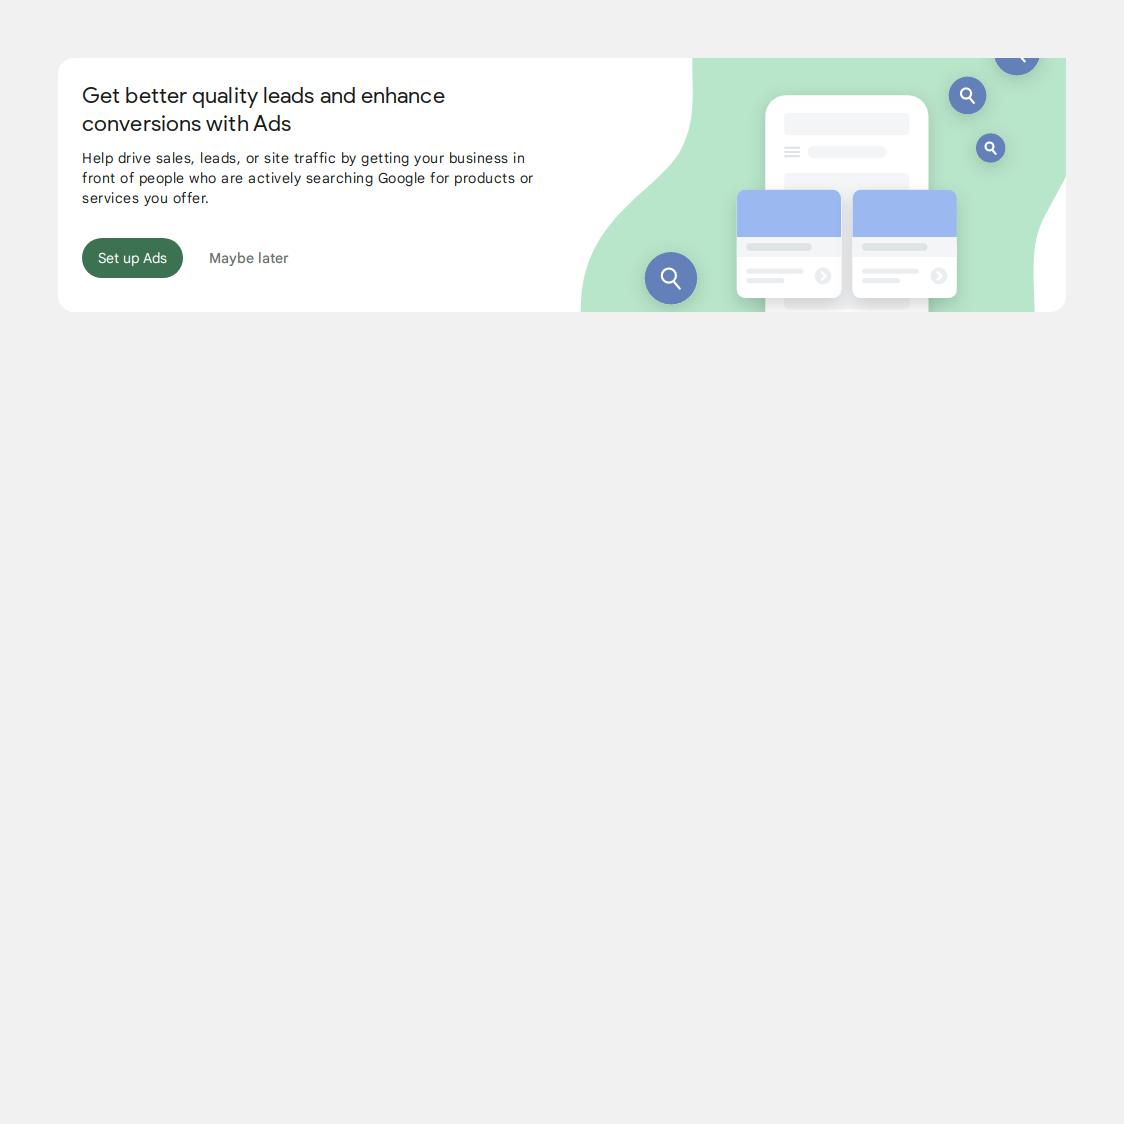 Get better quality leads and enhance
conversions with Ads
Help drive sales, leads, or site traffic by getting your business in
front of people who are actively searching Google for products or
services you offer.
Set up Ads
Maybe later